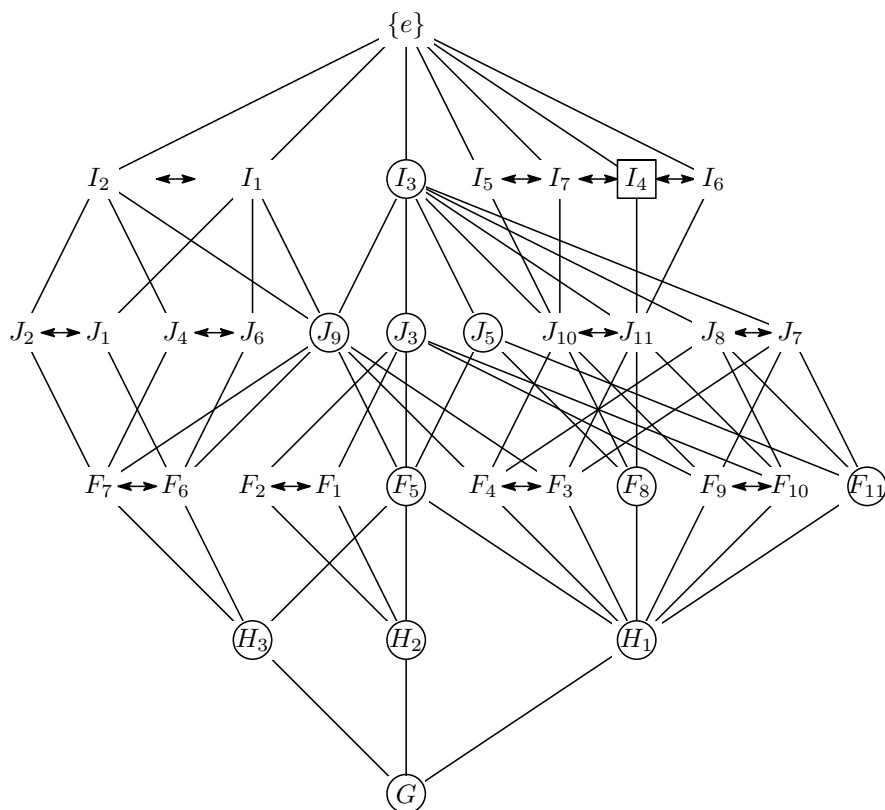 {e}
I₂ I₁ I₃ I₅ I₇ I₄ I₆
J₂ J₁ J₄ J₆ J₉ J₃ J₅ J₁₀ J₁₁ J₈ J₇
F₇ F₆ F₂ F₁ F₅ F₄ F₃ F₈ F₉ F₁₀ F₁₁
H₃ H₂ H₁
G